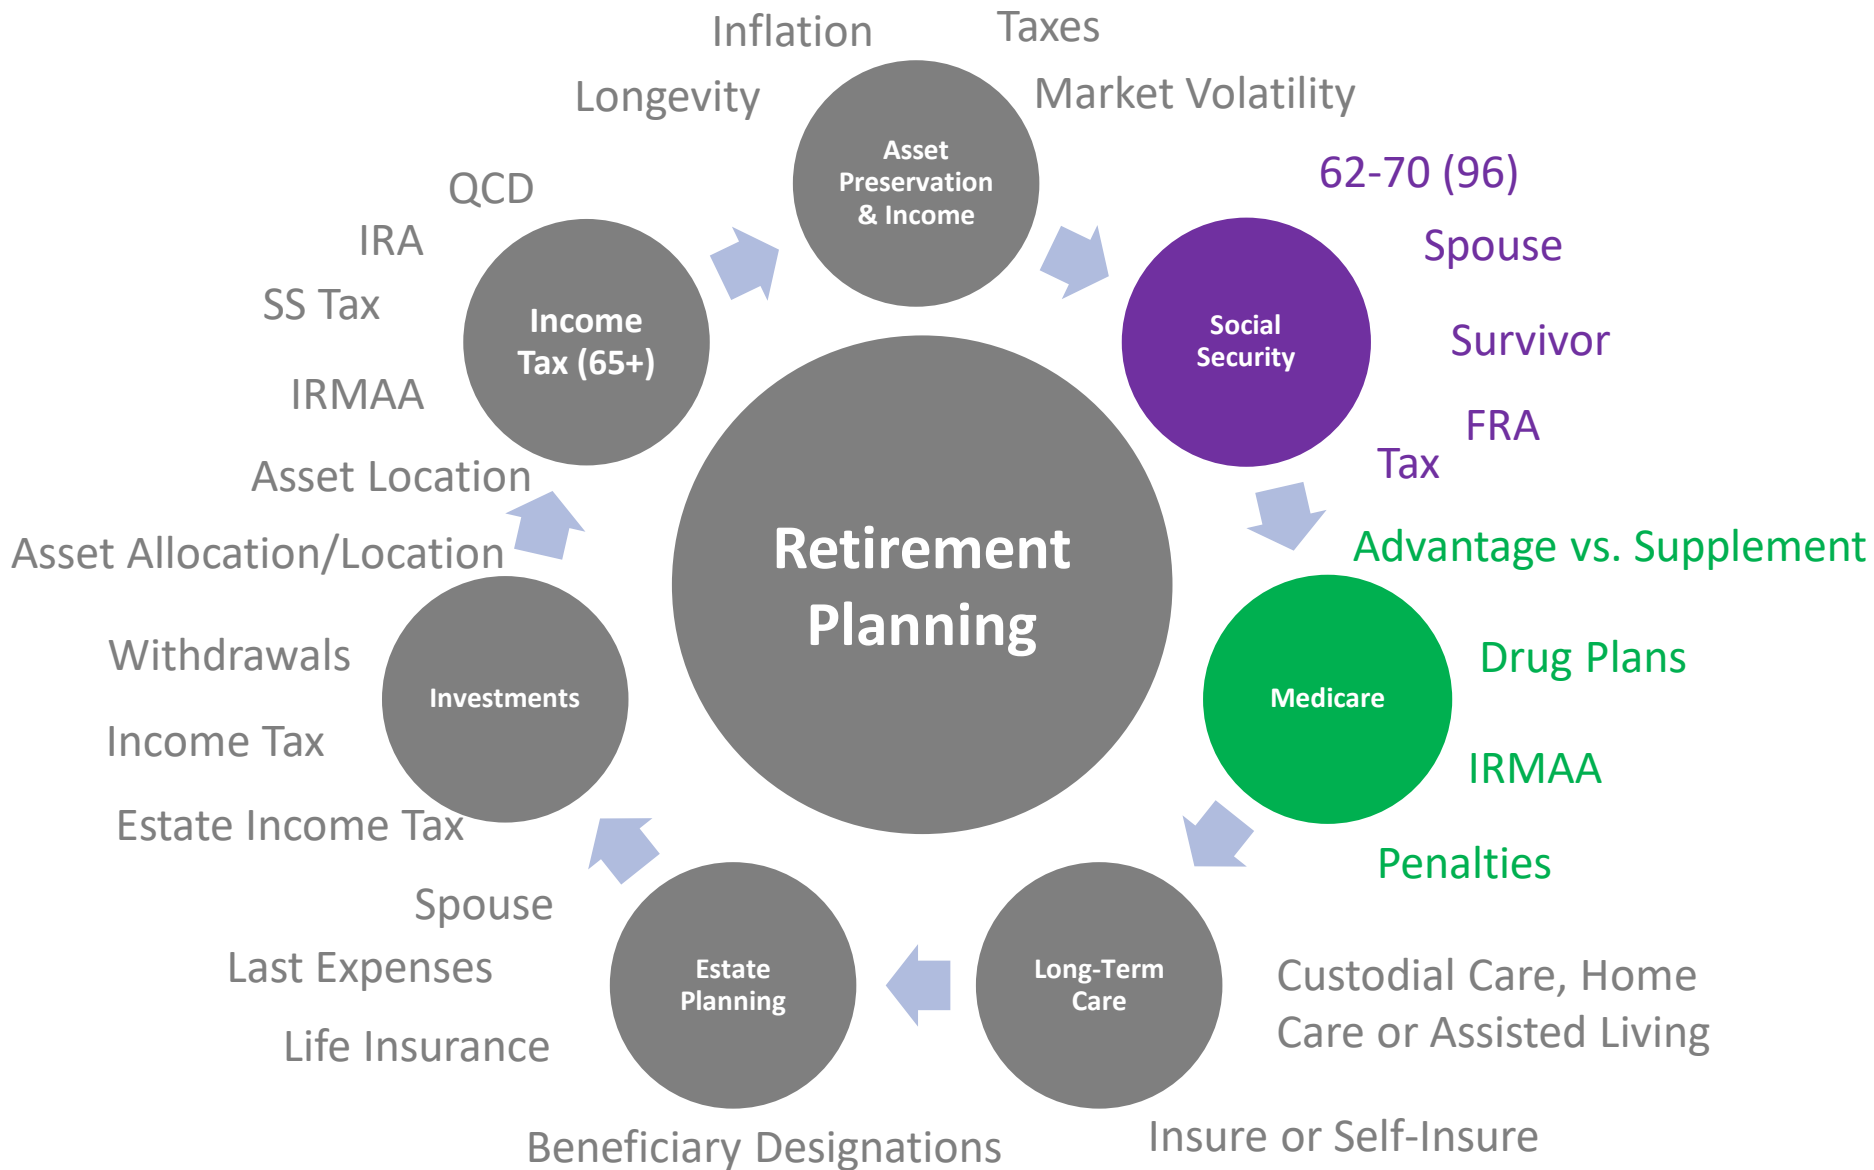 Inflation
Taxes
Longevity
Market Volatility
Asset
Preservation
& Income
62-70 (96)
Spouse
Survivor
FRA
Tax
Social
Security
Advantage vs. Supplement
Drug Plans
IRMAA
Penalties
Medicare
Custodial Care, Home
Care or Assisted Living
Insure or Self-Insure
Long-Term
Care
Estate
Planning
Spouse
Last Expenses
Life Insurance
Beneficiary Designations
Investments
Asset Allocation/Location
Withdrawals
Income Tax
Estate Income Tax
Income
Tax (65+)
QCD
IRA
SS Tax
IRMAA
Asset Location
Retirement
Planning